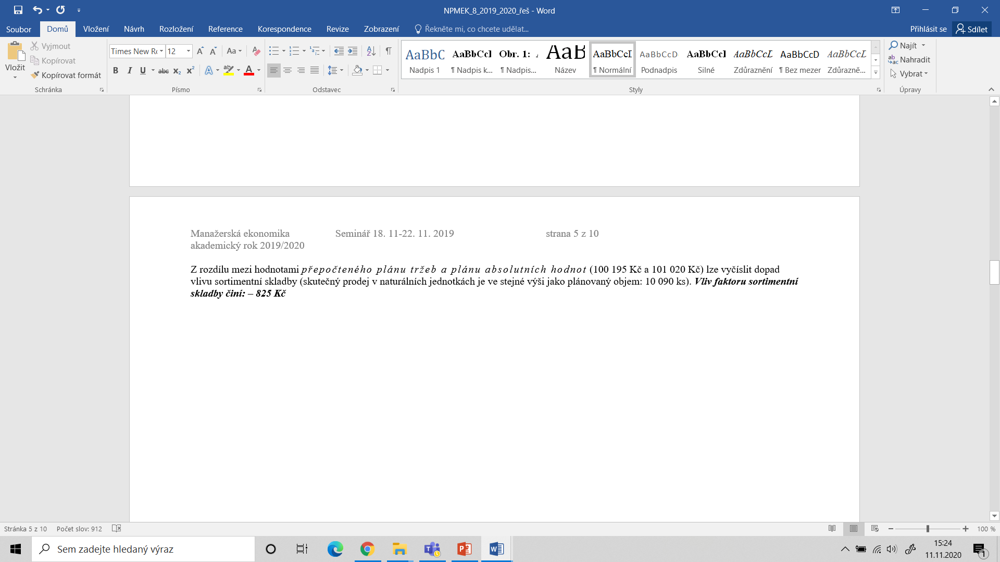 NPMEK_8_2019_2020_řeš - Word
Soubor Domů Vložení Návrh Rozložení Reference Korespondence Revize Zobrazení Řekněte mi, co chcete udělat... Přihlásit se Sdílet
Vložit
Vyjmout
Kopírovat
Kopírovat formát
Schránka
Times New Ro 12
Písmo
Odstavec
AaBbC AaBbCcI Obr. 1: AaB AaBbCcI AaBbCcD AaBbCcI AaBbCcL AaBbCcD AaBbCcL
Nadpis 1 ¶ Nadpis k... ¶ Nadpis... Název ¶ Normální Podnadpis Silné Zdůraznění ¶ Bez mezer Zdůrazně...
Styly
Najít
Nahradit
Vybrat
Úpravy
Manažerská ekonomika Seminář 18. 11-22. 11. 2019 strana 5 z 10
akademický rok 2019/2020
Z rozdílu mezi hodnotami přepočteného plánu tržeb a plánu absolutních hodnot (100 195 Kč a 101 020 Kč) lze vyčíslit dopad
vlivu sortimentní skladby (skutečný prodej v naturálních jednotkách je ve stejné výši jako plánovaný objem: 10 090 ks). Vliv faktoru sortimentní
skladby činí: – 825 Kč
Stránka 5 z 10 Počet slov: 912 100 %
Sem zadejte hledaný výraz
15:24
11.11.2020
1